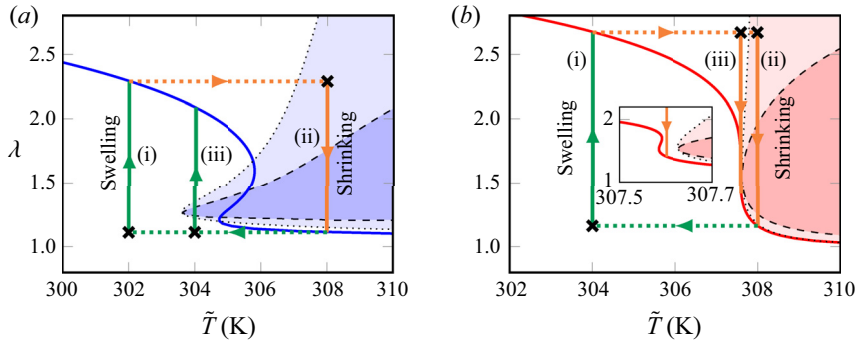 (a)
2.5
2.0
1.5
1.0
λ
Swelling
(i)
(iii)
(ii)
Shrinking
300 302 304 306 308 310
T̃ (K)
(b)
2.5
2.0
1.5
1.0
(i)
(iii)
(ii)
Swelling
Shrinking
2
1
307.5 307.7
302 304 306 308 310
T̃ (K)